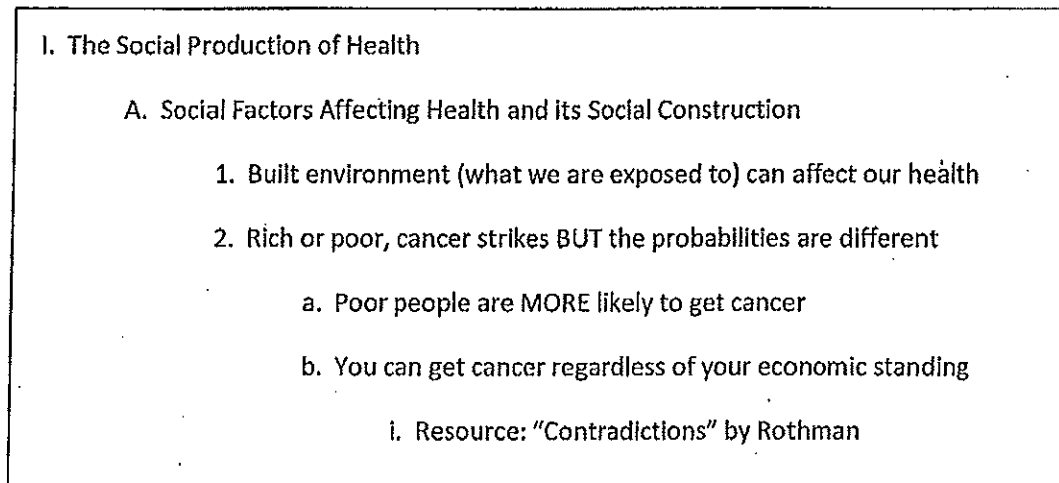 I. The Social Production of Health
A. Social Factors Affecting Health and its Social Construction
1. Built environment (what we are exposed to) can affect our health
2. Rich or poor, cancer strikes BUT the probabilities are different
a. Poor people are MORE likely to get cancer
b. You can get cancer regardless of your economic standing
i. Resource: "Contradictions" by Rothman